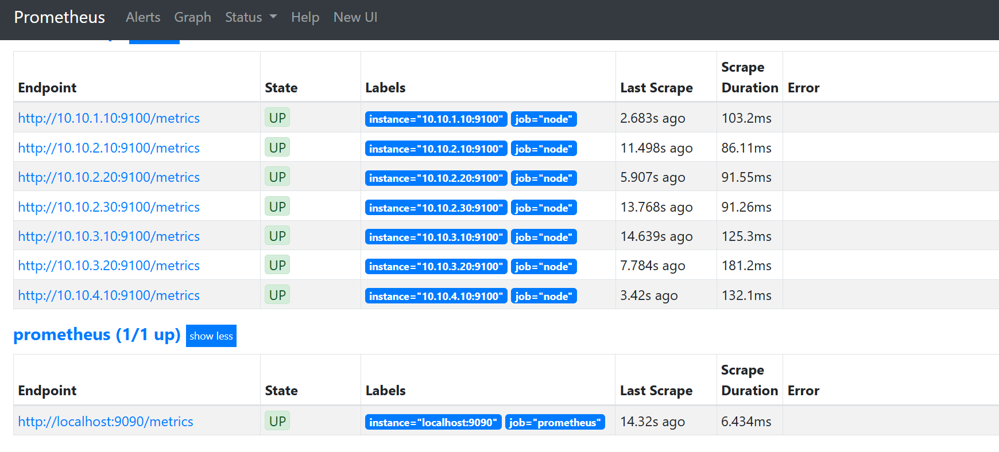 Prometheus Alerts Graph Status Help New UI
Endpoint State Labels Last Scrape Scrape Duration Error
http://10.10.1.10:9100/metrics UP instance="10.10.1.10:9100" job="node" 2.683s ago 103.2ms
http://10.10.2.10:9100/metrics UP instance="10.10.2.10:9100" job="node" 11.498s ago 86.11ms
http://10.10.2.20:9100/metrics UP instance="10.10.2.20:9100" job="node" 5.907s ago 91.55ms
http://10.10.2.30:9100/metrics UP instance="10.10.2.30:9100" job="node" 13.768s ago 91.26ms
http://10.10.3.10:9100/metrics UP instance="10.10.3.10:9100" job="node" 14.639s ago 125.3ms
http://10.10.3.20:9100/metrics UP instance="10.10.3.20:9100" job="node" 7.784s ago 181.2ms
http://10.10.4.10:9100/metrics UP instance="10.10.4.10:9100" job="node" 3.42s ago 132.1ms
prometheus (1/1 up) show less
Endpoint State Labels Last Scrape Scrape Duration Error
http://localhost:9090/metrics UP instance="localhost:9090" job="prometheus" 14.32s ago 6.434ms